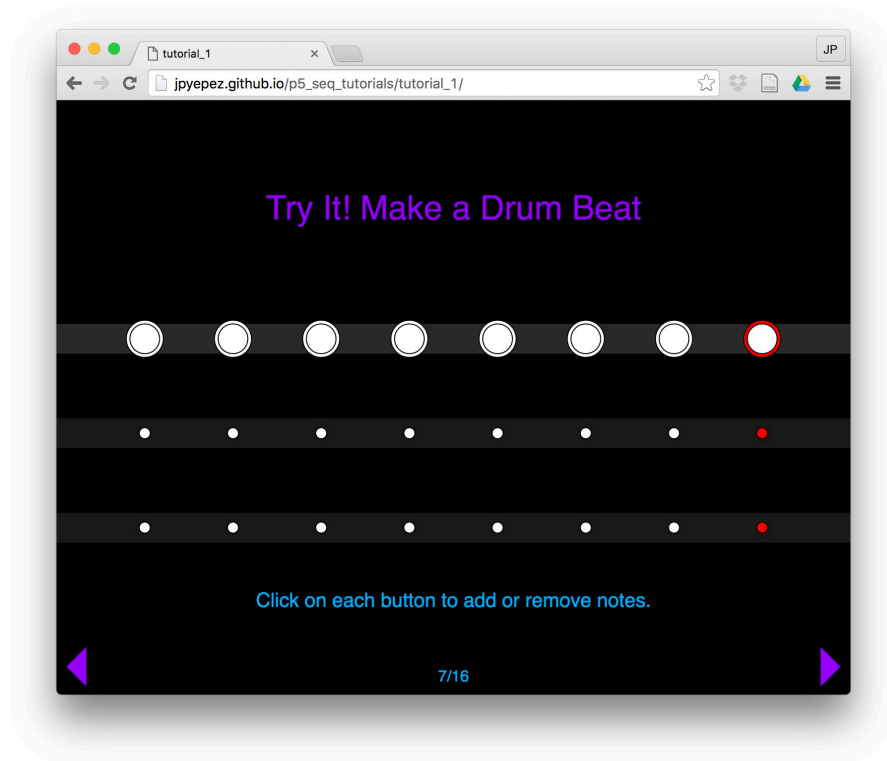 tutorial_1
JP
jpyepez.github.io/p5_seq_tutorials/tutorial_1/
Try It! Make a Drum Beat
Click on each button to add or remove notes.
7/16